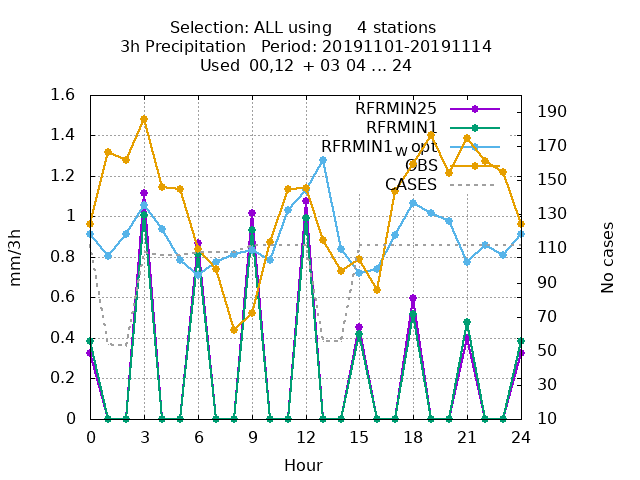 Selection: ALL using 4 stations
3h Precipitation Period: 20191101-20191114
Used 00,12 + 03 04 ... 24
RFRMIN25
RFRMIN1
RFRMIN1w opt
OBS
CASES
mm/3h
1.6
1.4
1.2
1
0.8
0.6
0.4
0.2
0
190
170
150
130
110
90
70
50
30
10
No cases
0 3 6 9 12 15 18 21 24
Hour